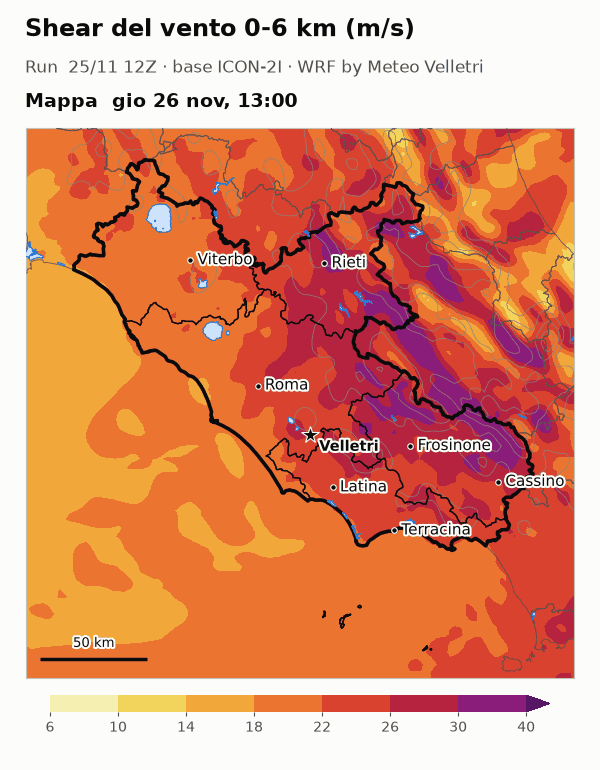 Shear del vento 0-6 km (m/s)
Run  25/11 12Z · base ICON-2I · WRF by Meteo Velletri
Mappa  gio 26 nov, 13:00
Viterbo
Rieti
Roma
Velletri
Frosinone
Latina
Cassino
Terracina
50 km
6 10 14 18 22 26 30 40